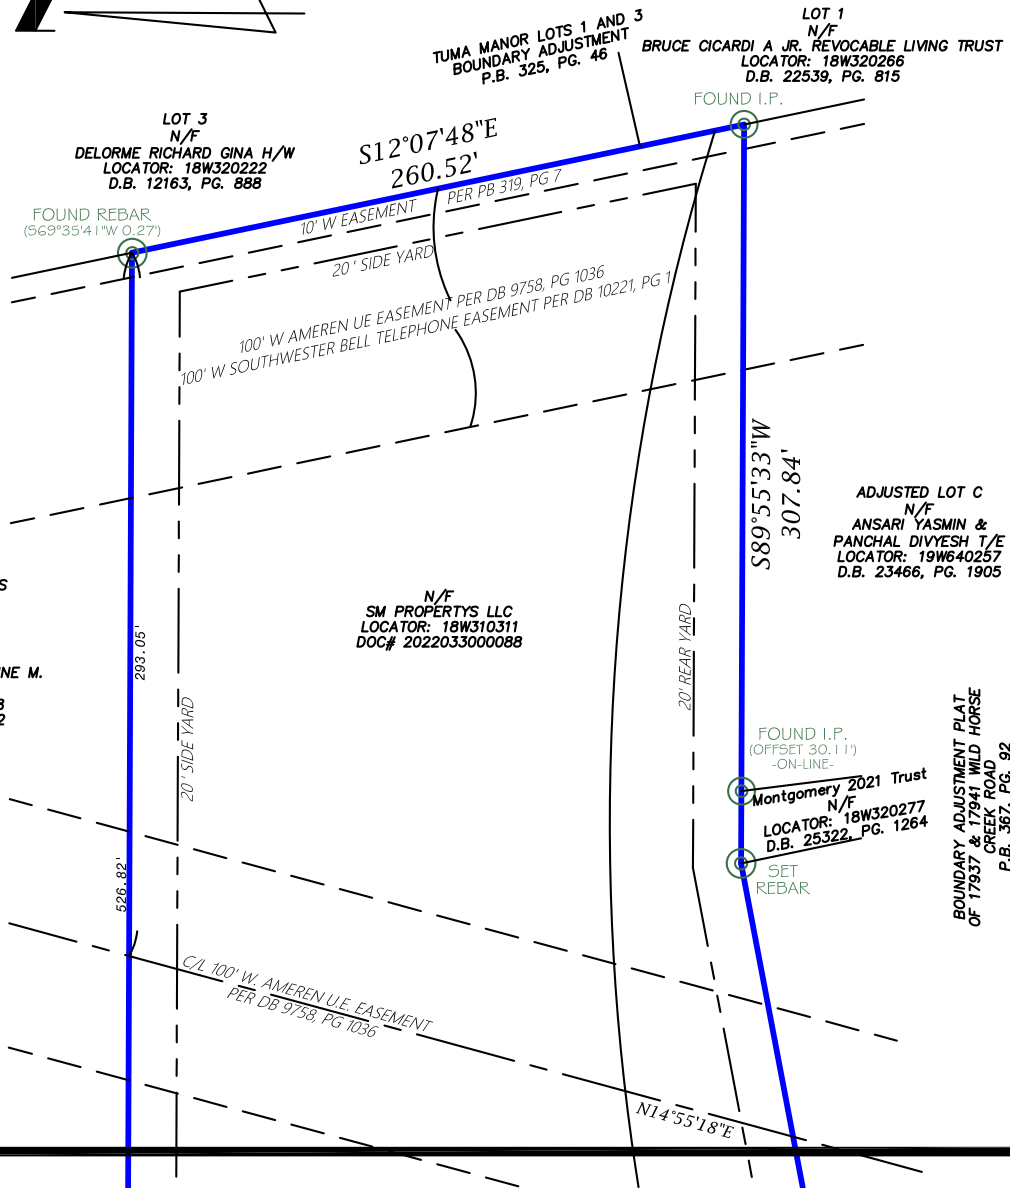 TUMA MANOR LOTS 1 AND 3
BOUNDARY ADJUSTMENT
P.B. 325, PG. 46
LOT 1
N/F
BRUCE CICARDI A JR. REVOCABLE LIVING TRUST
LOCATOR: 18W320266
D.B. 22539, PG. 815
FOUND I.P.
LOT 3
N/F
DELORME RICHARD GINA H/W
LOCATOR: 18W320222
D.B. 12163, PG. 888
S12°07'48"E
260.52'
FOUND REBAR
(S69°35'41"W 0.27')
10' W EASEMENT
PER PB 319, PG 7
20' SIDE YARD
100' W AMEREN UE EASEMENT PER DB 9758, PG 1036
100' W SOUTHWESTER BELL TELEPHONE EASEMENT PER DB 10221, PG 1
S89°55'33"W
307.84'
ADJUSTED LOT C
N/F
ANSARI YASMIN &
PANCHAL DIVYESH T/E
LOCATOR: 19W640257
D.B. 23466, PG. 1905
S
N/F
SM PROPERTYS LLC
LOCATOR: 18W310311
DOC# 2022033000088
293.05'
20' REAR YARD
NE M.
8
2
20' SIDE YARD
FOUND I.P.
(OFFSET 30.11')
-ON-LINE-
Montgomery 2021 Trust
N/F
LOCATOR: 18W320277
D.B. 25322, PG. 1264
BOUNDARY ADJUSTMENT PLAT
OF 17937 & 17941 WILD HORSE
CREEK ROAD
P.B. 367, PG. 92
SET
REBAR
526.82'
C/L 100' W. AMEREN U.E. EASEMENT
PER DB 9758, PG 1036
N14°55'18"E